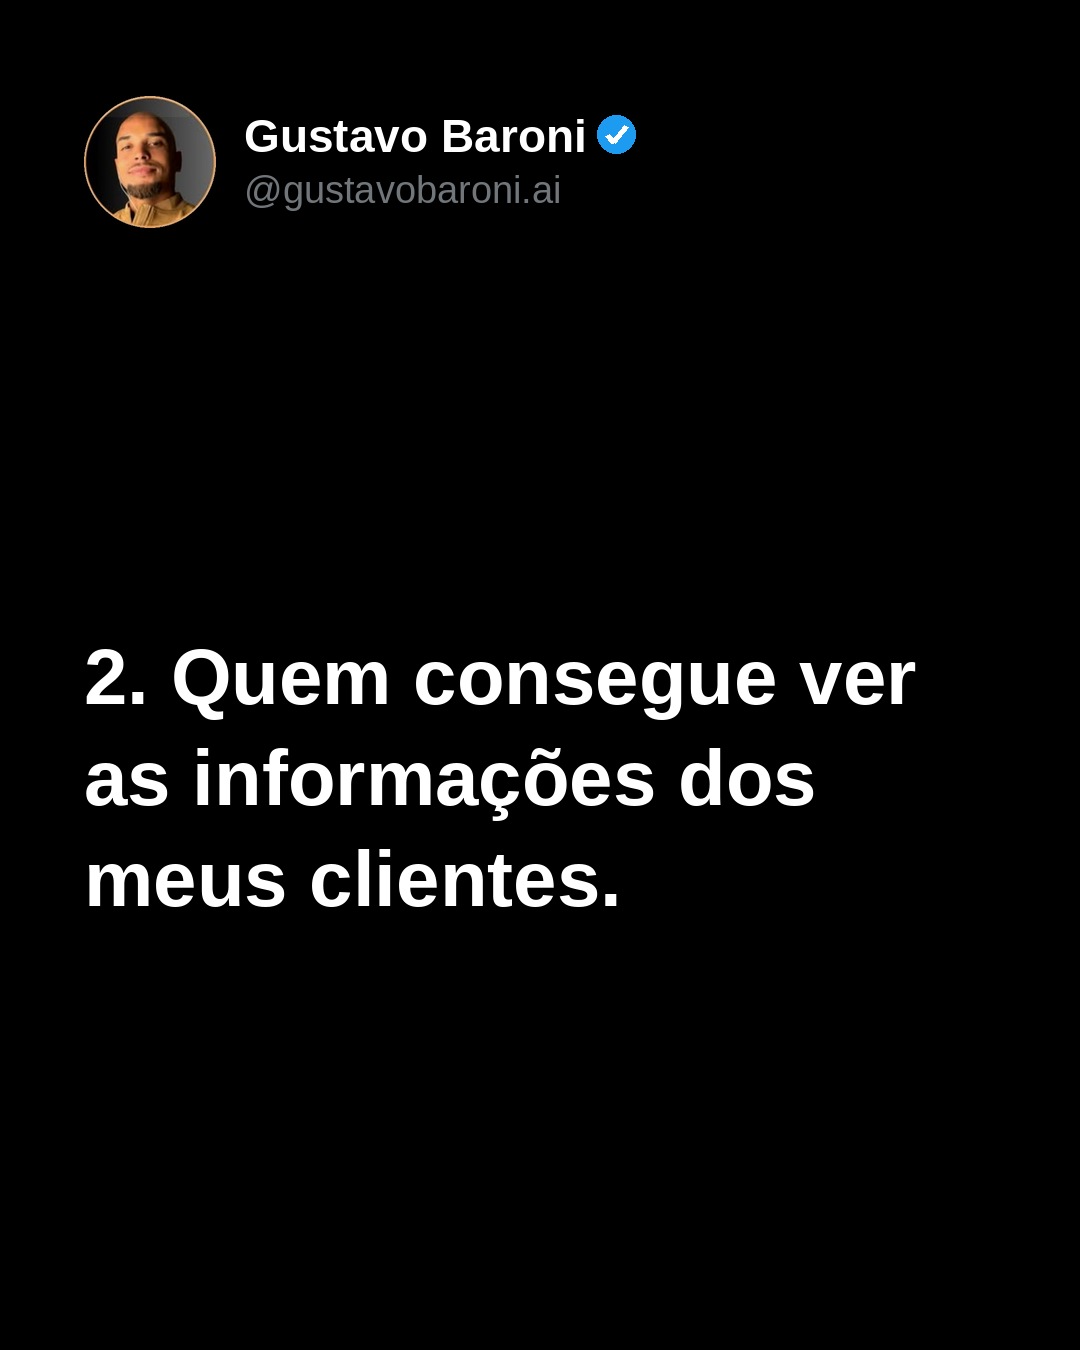 Gustavo Baroni
@gustavobaroni.ai
2. Quem consegue ver
as informações dos
meus clientes.